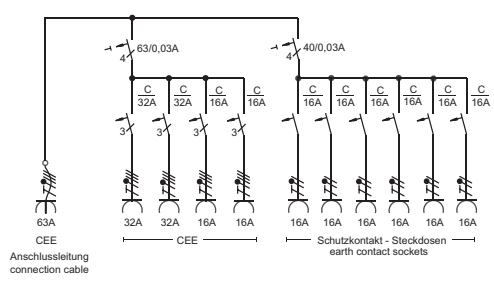 63/0,03A
40/0,03A
4
4
C C C C C C C C C C
32A 32A 16A 16A 16A 16A 16A 16A 16A 16A
3 3 3 3
63A 32A 32A 16A 16A 16A 16A 16A 16A 16A 16A
CEE CEE Schutzkontakt - Steckdosen
earth contact sockets
Anschlussleitung
connection cable